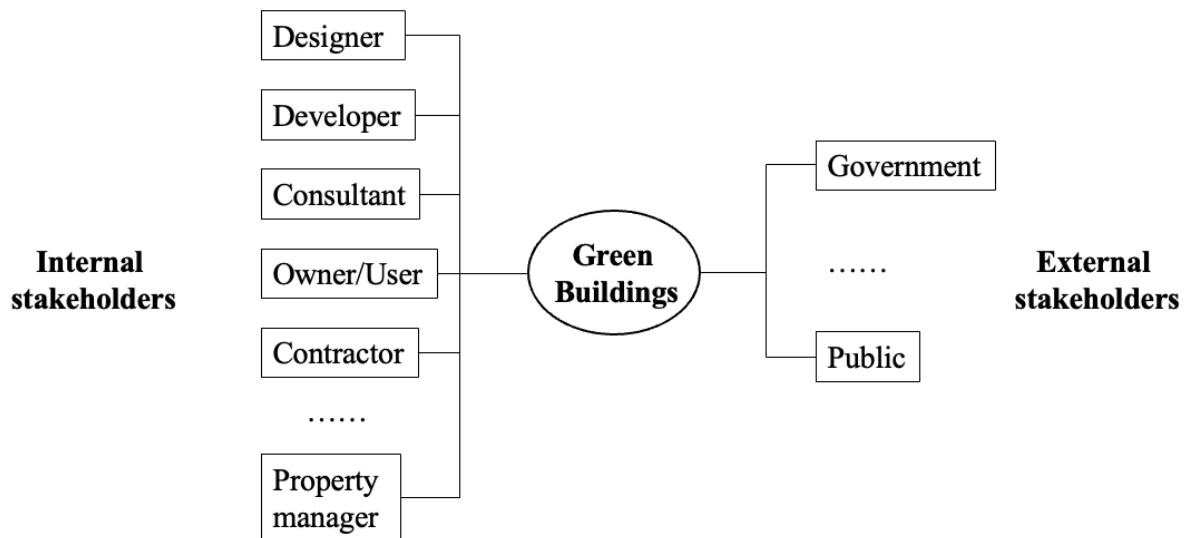 Designer
Developer
Consultant
Owner/User
Contractor
……
Property
manager
Internal
stakeholders
Green
Buildings
Government
……
Public
External
stakeholders